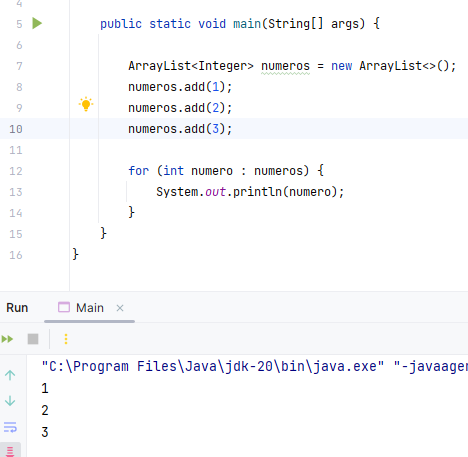 4
5 public static void main(String[] args) {
6
7 ArrayList<Integer> numeros = new ArrayList<>();
8 numeros.add(1);
9 numeros.add(2);
10 numeros.add(3);
11
12 for (int numero : numeros) {
13 System.out.println(numero);
14 }
15 }
16 }
Run Main ×
"C:\Program Files\Java\jdk-20\bin\java.exe" "-javaager
1
2
3